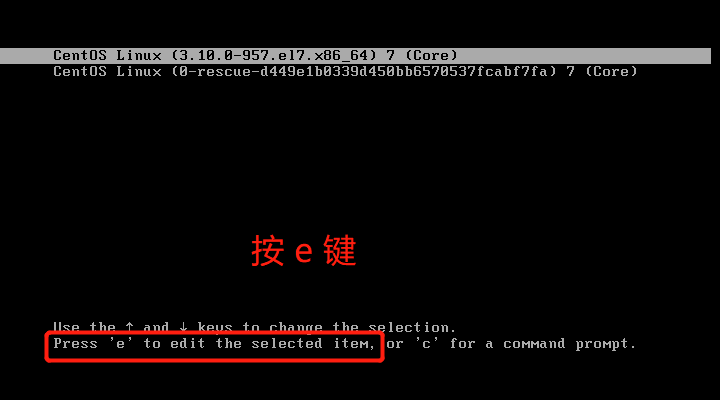 CentOS Linux (3.10.0-957.el7.x86_64) 7 (Core)
CentOS Linux (0-rescue-d449e1b0339d450bb6570537fcabf7fa) 7 (Core)
按 e 键
Use the ↑ and ↓ keys to change the selection.
Press 'e' to edit the selected item, or 'c' for a command prompt.